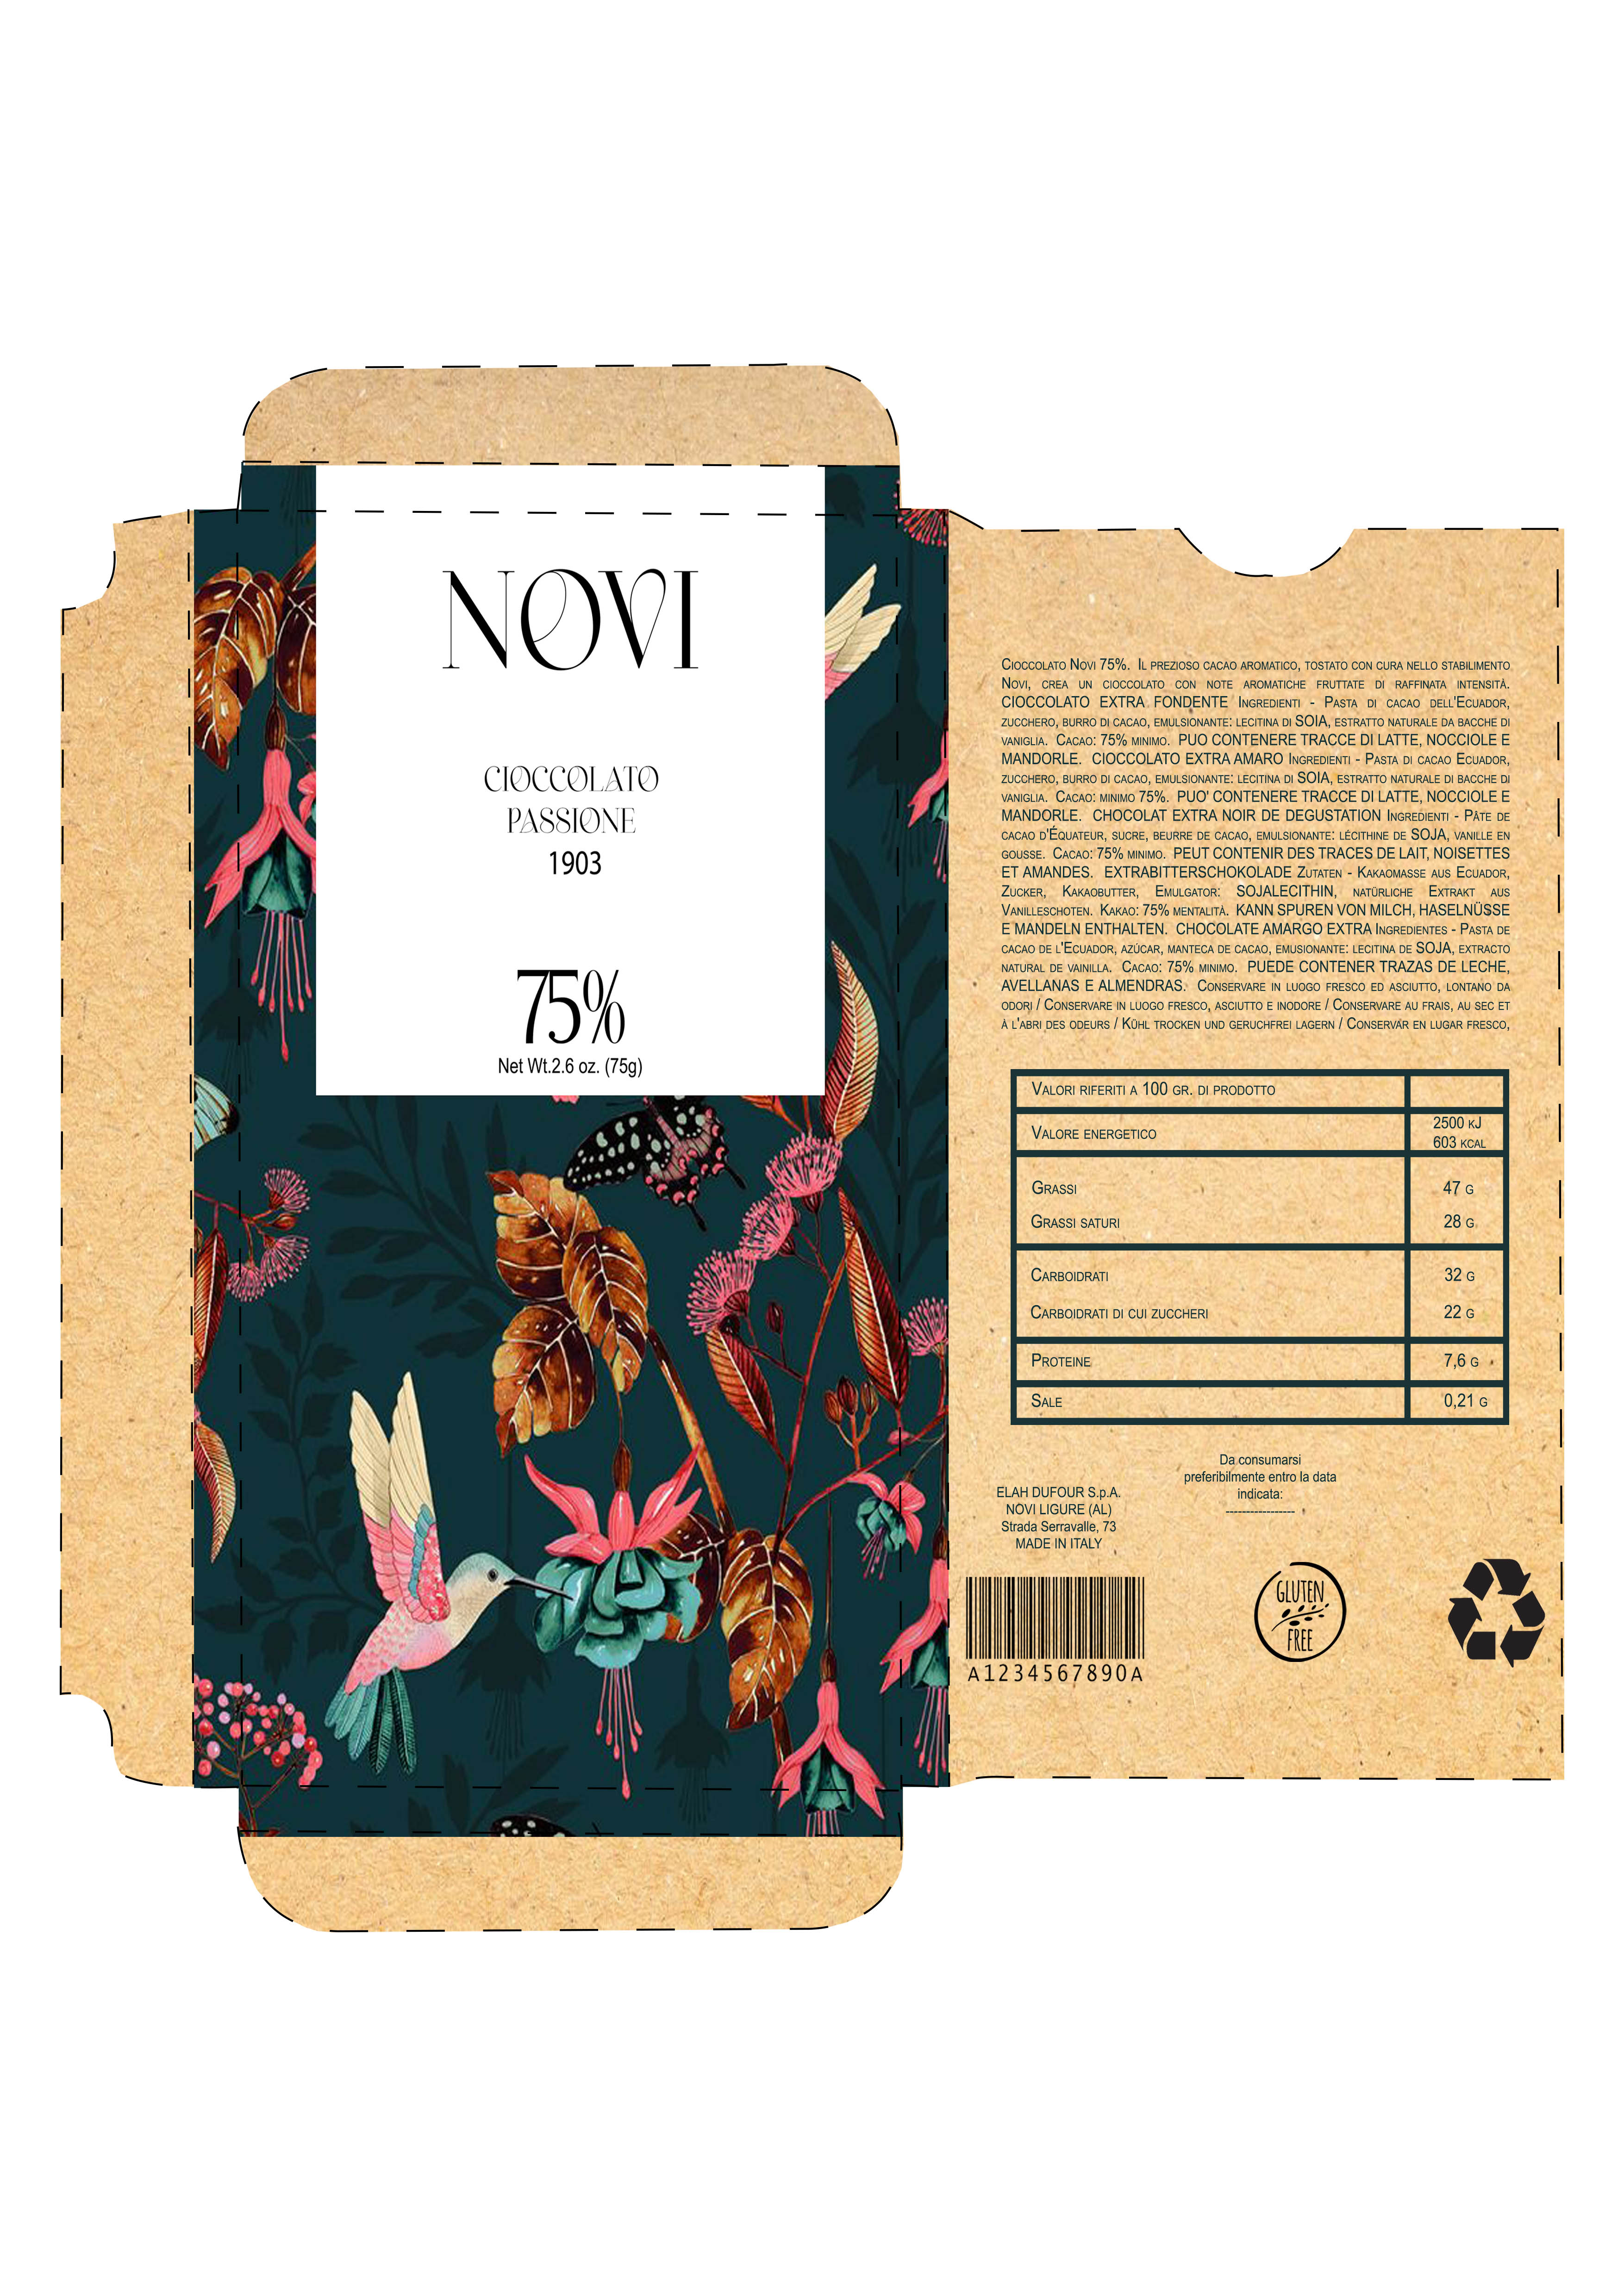 NOVI
CIOCCOLATO
PASSIONE
1903
75%
Net Wt.2.6 oz. (75g)
Cioccolato Novi 75%. Il prezioso cacao aromatico, tostato con cura nello stabilimento
Novi, crea un cioccolato con note aromatiche fruttate di raffinata intensità.
CIOCCOLATO EXTRA FONDENTE Ingredienti - Pasta di cacao dell'Ecuador,
zucchero, burro di cacao, emulsionante: lecitina di SOIA, estratto naturale da bacche di
vaniglia. Cacao: 75% minimo. PUO CONTENERE TRACCE DI LATTE, NOCCIOLE E
MANDORLE. CIOCCOLATO EXTRA AMARO Ingredienti - Pasta di cacao Ecuador,
zucchero, burro di cacao, emulsionante: lecitina di SOIA, estratto naturale di bacche di
vaniglia. Cacao: minimo 75%. PUO' CONTENERE TRACCE DI LATTE, NOCCIOLE E
MANDORLE. CHOCOLAT EXTRA NOIR DE DEGUSTATION Ingredienti - Pâte de
cacao d'Équateur, sucre, beurre de cacao, emulsionante: lécithine de SOJA, vanille en
gousse. Cacao: 75% minimo. PEUT CONTENIR DES TRACES DE LAIT, NOISETTES
ET AMANDES. EXTRABITTERSCHOKOLADE Zutaten - Kakaomasse aus Ecuador,
Zucker, Kakaobutter, Emulgator: SOJALECITHIN, natürliche Extrakt aus
Vanilleschoten. Kakao: 75% mentalità. KANN SPUREN VON MILCH, HASELNÜSSE
E MANDELN ENTHALTEN. CHOCOLATE AMARGO EXTRA Ingredientes - Pasta de
cacao de l'Ecuador, azúcar, manteca de cacao, emusionante: lecitina de SOJA, extracto
natural de vainilla. Cacao: 75% minimo. PUEDE CONTENER TRAZAS DE LECHE,
AVELLANAS E ALMENDRAS. Conservare in luogo fresco ed asciutto, lontano da
odori / Conservare in luogo fresco, asciutto e inodore / Conservare au frais, au sec et
à l'abri des odeurs / Kühl trocken und geruchfrei lagern / Conservar en lugar fresco,
Valori riferiti a 100 gr. di prodotto
Valore energetico 2500 kJ
603 kcal
Grassi 47 g
Grassi saturi 28 g
Carboidrati 32 g
Carboidrati di cui zuccheri 22 g
Proteine 7,6 g
Sale 0,21 g
Da consumarsi
preferibilmente entro la data
indicata:
-----------------
ELAH DUFOUR S.p.A.
NOVI LIGURE (AL)
Strada Serravalle, 73
MADE IN ITALY
A1234567890A
GLUTEN
FREE